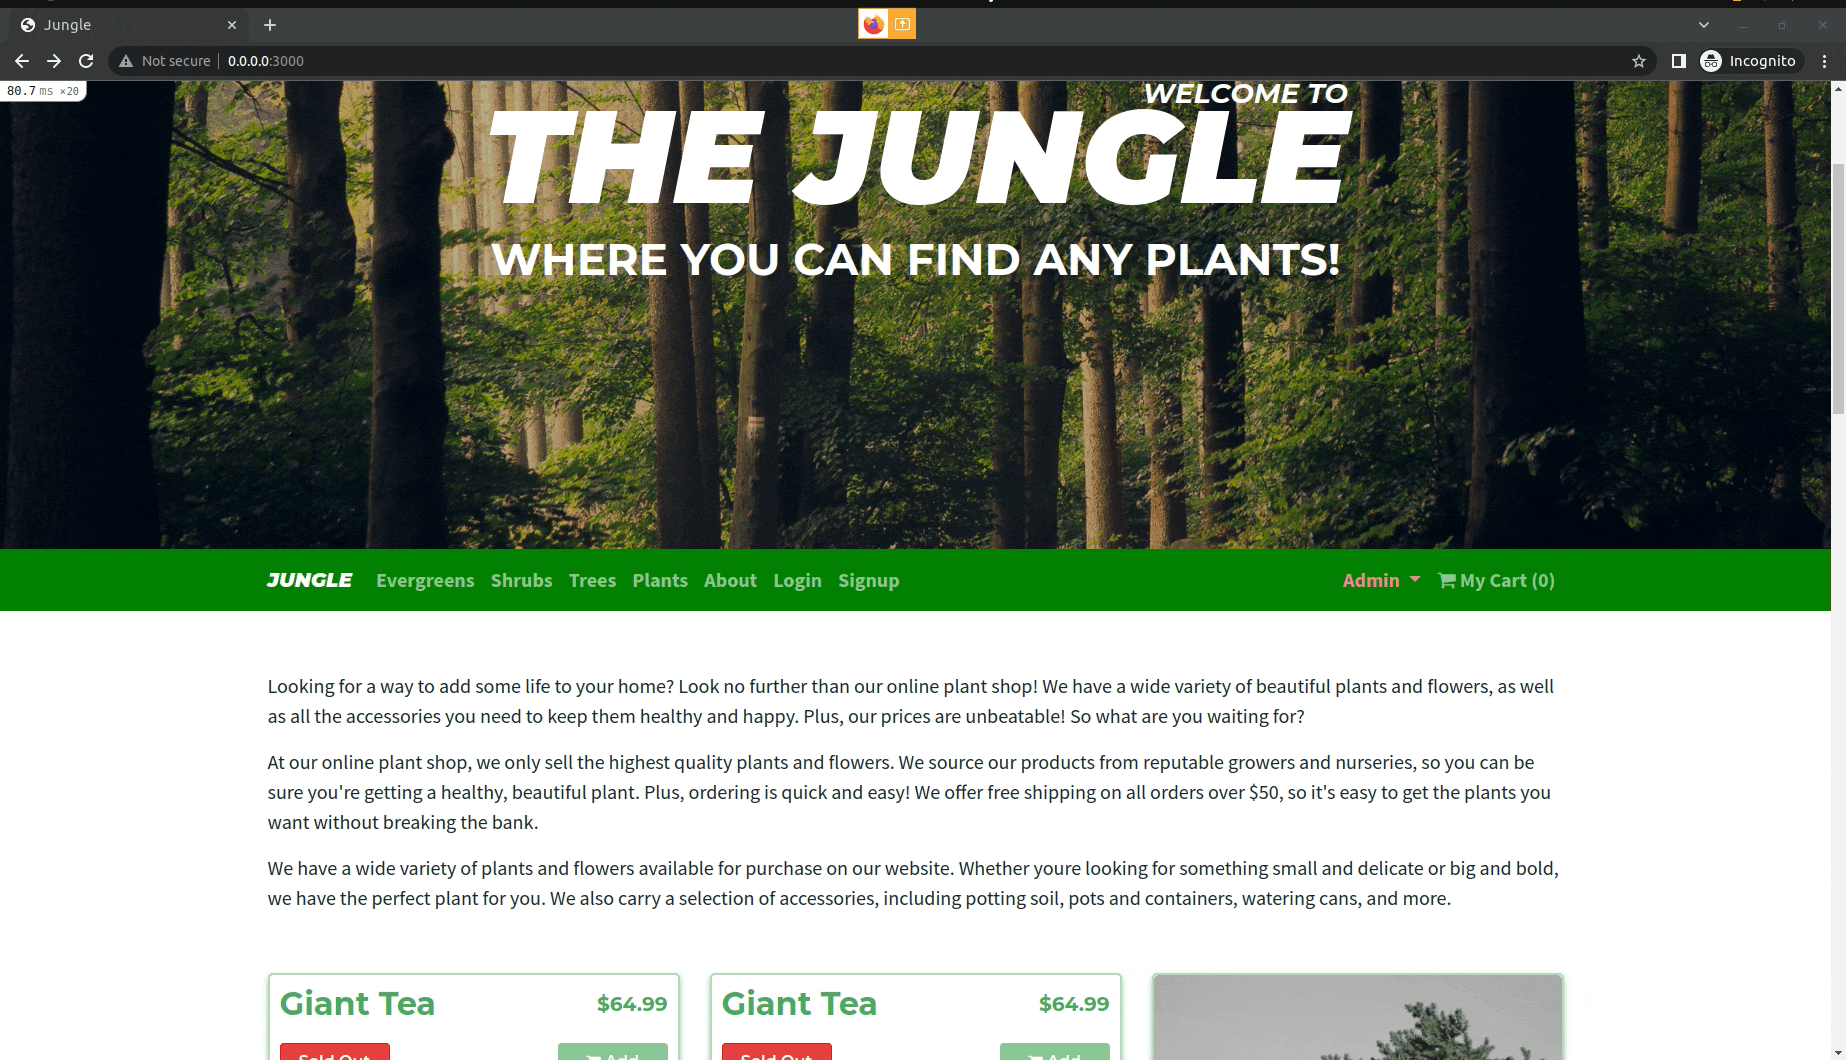 Jungle
Not secure 0.0.0.0:3000
Incognito
80.7 ms ×20
WELCOME TO
THE JUNGLE
WHERE YOU CAN FIND ANY PLANTS!
JUNGLE Evergreens Shrubs Trees Plants About Login Signup Admin My Cart (0)
Looking for a way to add some life to your home? Look no further than our online plant shop! We have a wide variety of beautiful plants and flowers, as well
as all the accessories you need to keep them healthy and happy. Plus, our prices are unbeatable! So what are you waiting for?
At our online plant shop, we only sell the highest quality plants and flowers. We source our products from reputable growers and nurseries, so you can be
sure you're getting a healthy, beautiful plant. Plus, ordering is quick and easy! We offer free shipping on all orders over $50, so it's easy to get the plants you
want without breaking the bank.
We have a wide variety of plants and flowers available for purchase on our website. Whether youre looking for something small and delicate or big and bold,
we have the perfect plant for you. We also carry a selection of accessories, including potting soil, pots and containers, watering cans, and more.
Giant Tea $64.99
Sold Out Add
Giant Tea $64.99
Sold Out Add